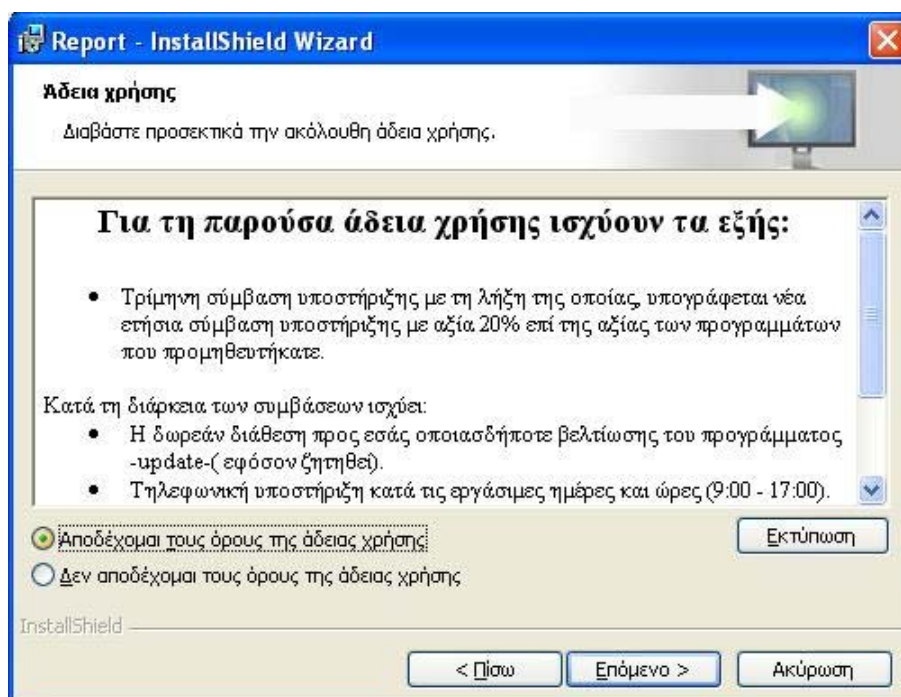 Report - InstallShield Wizard
Άδεια χρήσης
Διαβάστε προσεκτικά την ακόλουθη άδεια χρήσης.
Για τη παρούσα άδεια χρήσης ισχύουν τα εξής:
• Τρίμηνη σύμβαση υποστήριξης με τη λήξη της οποίας, υπογράφεται νέα
ετήσια σύμβαση υποστήριξης με αξία 20% επί της αξίας των προγραμμάτων
που προμηθευτήκατε.
Κατά τη διάρκεια των συμβάσεων ισχύει:
• Η δωρεάν διάθεση προς εσάς οποιασδήποτε βελτίωσης του προγράμματος
-update-( εφόσον ζητηθεί).
• Τηλεφωνική υποστήριξη κατά τις εργάσιμες ημέρες και ώρες (9:00 - 17:00).
Αποδέχομαι τους όρους της άδειας χρήσης
Εκτύπωση
Δεν αποδέχομαι τους όρους της άδειας χρήσης
InstallShield
< Πίσω
Επόμενο >
Ακύρωση